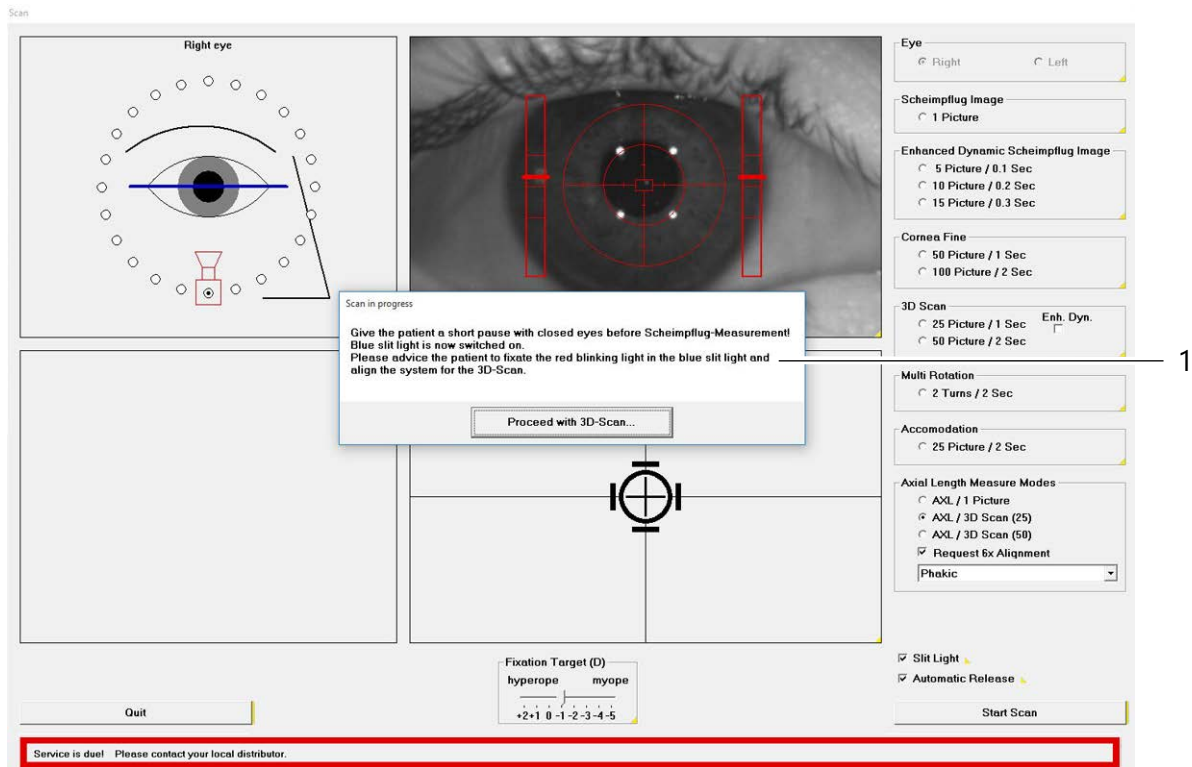 Scan
Right eye
Eye
Right Left
Scheimpflug Image
1 Picture
Enhanced Dynamic Scheimpflug Image
5 Picture / 0.1 Sec
10 Picture / 0.2 Sec
15 Picture / 0.3 Sec
Cornea Fine
50 Picture / 1 Sec
100 Picture / 2 Sec
3D Scan
25 Picture / 1 Sec Enh. Dyn.
50 Picture / 2 Sec
Multi Rotation
2 Turns / 2 Sec
Accomodation
25 Picture / 2 Sec
Axial Length Measure Modes
AXL / 1 Picture
AXL / 3D Scan (25)
AXL / 3D Scan (50)
Request 6x Alignment
Phakic
Scan in progress
Give the patient a short pause with closed eyes before Scheimpflug-Measurement!
Blue slit light is now switched on.
Please advice the patient to fixate the red blinking light in the blue slit light and
align the system for the 3D-Scan.
Proceed with 3D-Scan...
1
Fixation Target (D)
hyperope myope
+2 +1 0 -1 -2 -3 -4 -5
Slit Light
Automatic Release
Quit
Start Scan
Service is due! Please contact your local distributor.